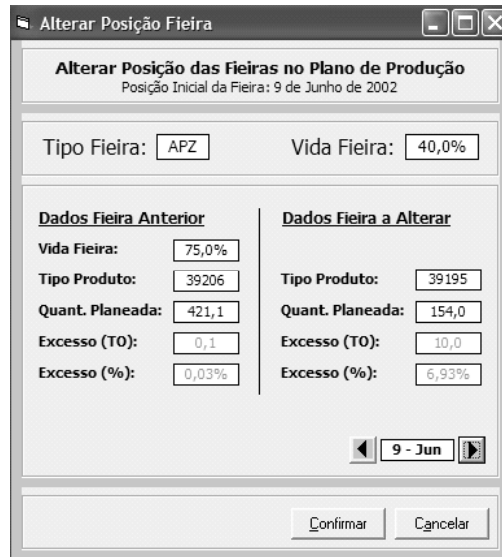 Alterar Posição Fieira
Alterar Posição das Fieiras no Plano de Produção
Posição Inicial da Fieira: 9 de Junho de 2002
Tipo Fieira: APZ Vida Fieira: 40,0%
Dados Fieira Anterior
Vida Fieira: 75,0%
Tipo Produto: 39206
Quant. Planeada: 421,1
Excesso (TO): 0,1
Excesso (%): 0,03%
Dados Fieira a Alterar
Tipo Produto: 39195
Quant. Planeada: 154,0
Excesso (TO): 10,0
Excesso (%): 6,93%
9 - Jun
Confirmar Cancelar